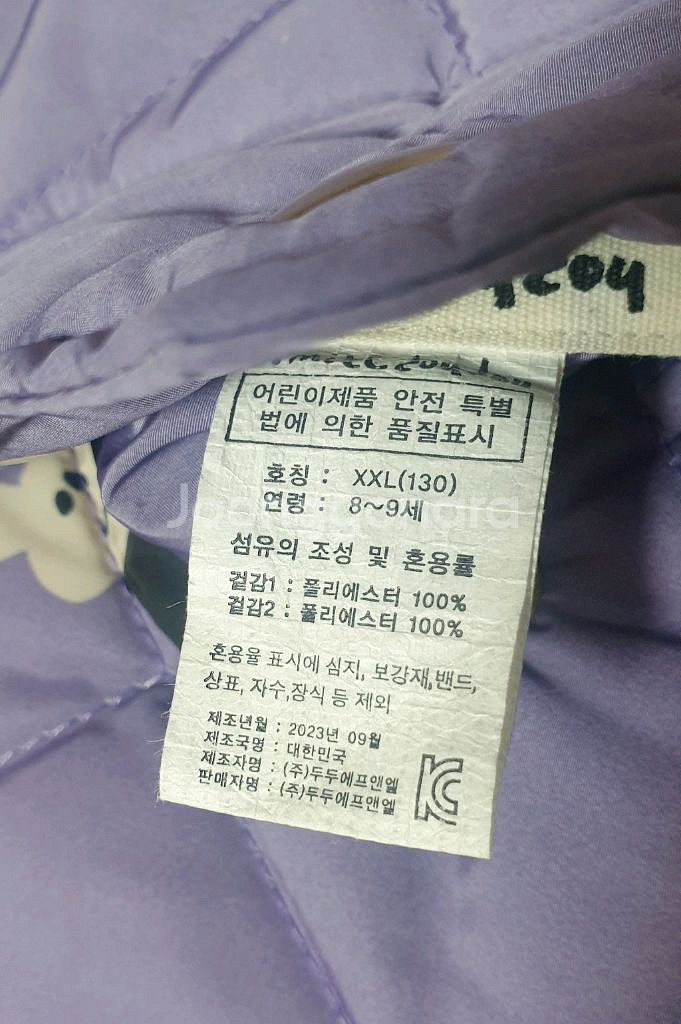 어린이제품 안전 특별
법에 의한 품질표시
호칭 : XXL(130)
연령 : 8~9세
섬유의 조성 및 혼용률
겉감1 : 폴리에스터 100%
겉감2 : 폴리에스터 100%
혼용율 표시에 심지, 보강재,밴드,
상표, 자수,장식 등 제외
제조년월 : 2023년 09월
제조국명 : 대한민국
제조자명 : (주)두두에프앤엘
판매자명 : (주)두두에프앤엘
KC